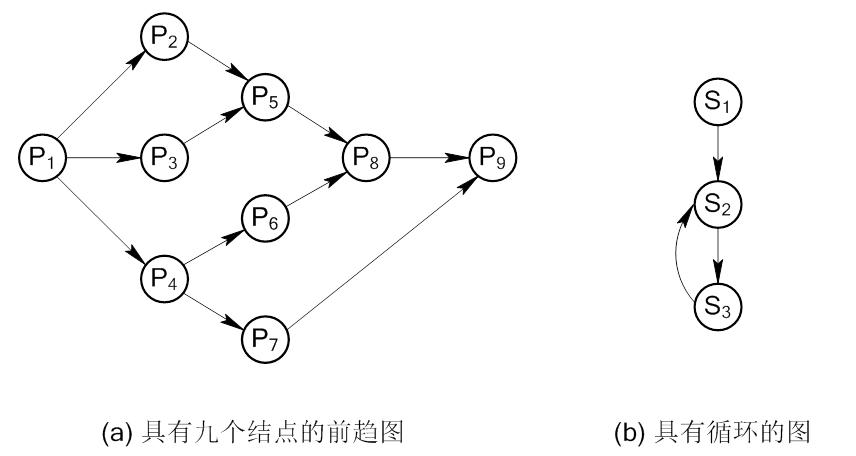 P₂
P₅
S₁
P₁
P₃
P₈
P₉
S₂
P₆
P₄
S₃
P₇
(a) 具有九个结点的前趋图
(b) 具有循环的图